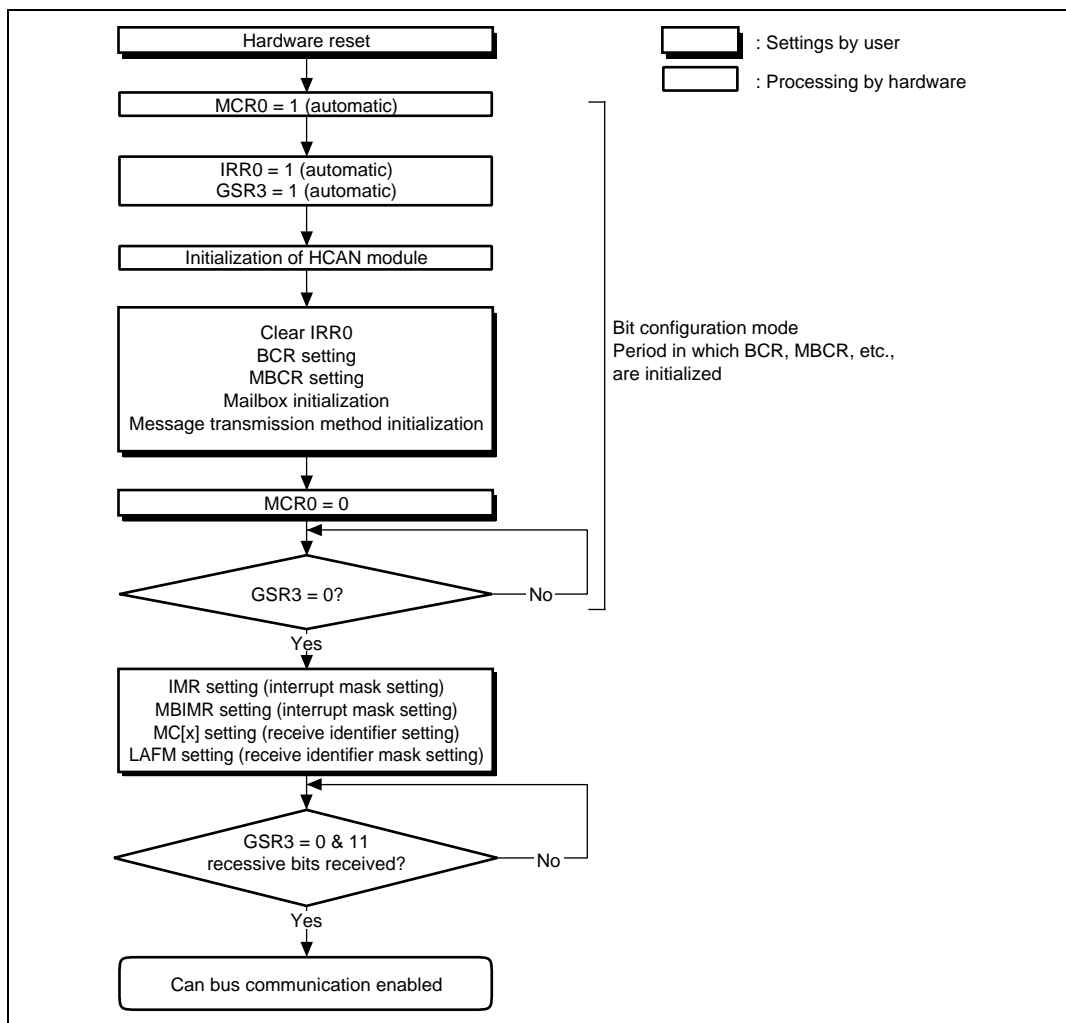 Hardware reset
: Settings by user
: Processing by hardware
MCR0 = 1 (automatic)
IRR0 = 1 (automatic)
GSR3 = 1 (automatic)
Initialization of HCAN module
Clear IRR0
BCR setting
MBCR setting
Mailbox initialization
Message transmission method initialization
Bit configuration mode
Period in which BCR, MBCR, etc.,
are initialized
MCR0 = 0
GSR3 = 0?
No
Yes
IMR setting (interrupt mask setting)
MBIMR setting (interrupt mask setting)
MC[x] setting (receive identifier setting)
LAFM setting (receive identifier mask setting)
GSR3 = 0 & 11
recessive bits received?
No
Yes
Can bus communication enabled